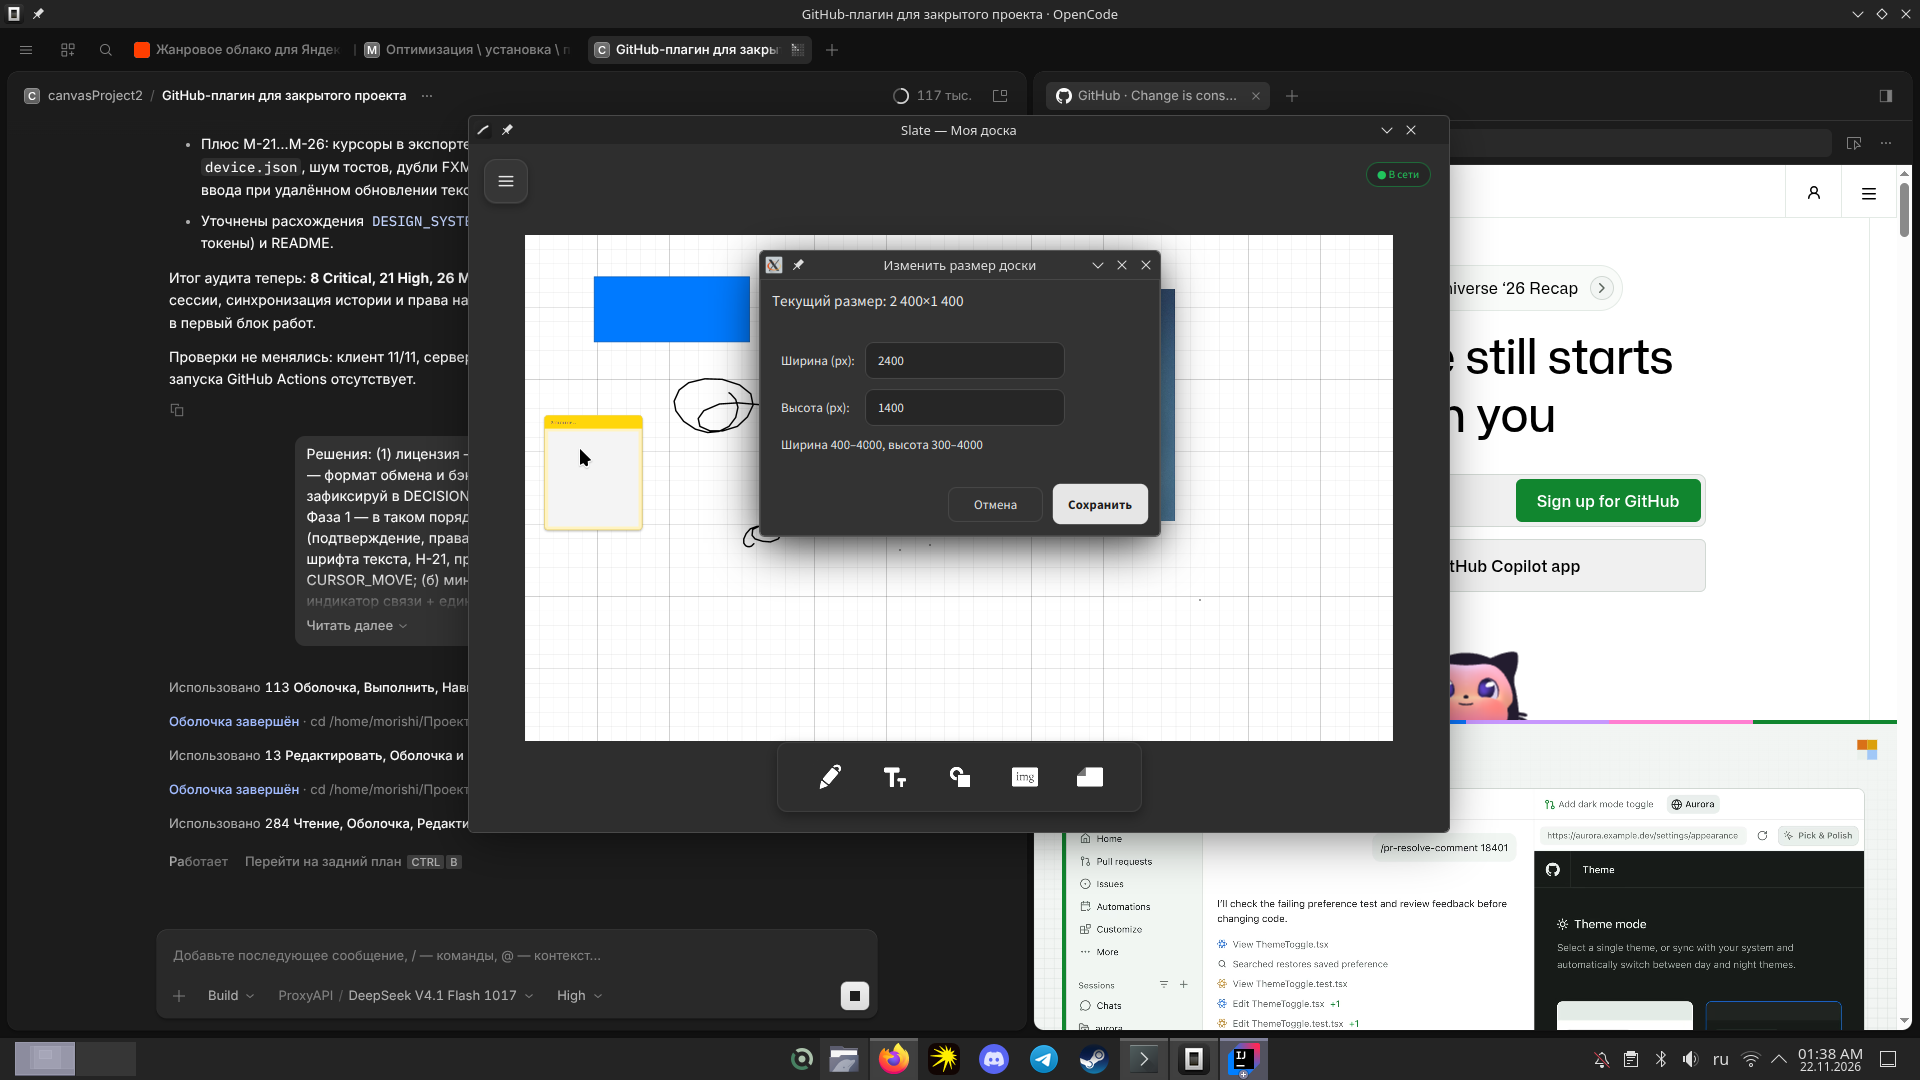 GitHub-плагин для закрытого проекта · OpenCode
Жанровое облако для Яндек
M Оптимизация \ установка \ п
C GitHub-плагин для закры
C canvasProject2 / GitHub-плагин для закрытого проекта ···
117 тыс.
GitHub · Change is cons...
• Плюс M-21…M-26: курсоры в экспорте
device.json, шум тостов, дубли FXM
ввода при удалённом обновлении текс
• Уточнены расхождения DESIGN_SYSTE
токены) и README.
Итог аудита теперь: 8 Critical, 21 High, 26 M
сессии, синхронизация истории и права на
в первый блок работ.
Проверки не менялись: клиент 11/11, сервер
запуска GitHub Actions отсутствует.
Решения: (1) лицензия –
— формат обмена и бэк
зафиксируй в DECISION
Фаза 1 — в таком поряд
(подтверждение, права
шрифта текста, H-21, пр
CURSOR_MOVE; (б) мин
индикатор связи + един
Читать далее
Использовано 113 Оболочка, Выполнить, Нав
Оболочка завершён · cd /home/morishi/Проект
Использовано 13 Редактировать, Оболочка и
Оболочка завершён · cd /home/morishi/Проект
Использовано 284 Чтение, Оболочка, Редакти
Работает Перейти на задний план CTRL B
Добавьте последующее сообщение, / — команды, @ — контекст...
Build ProxyAPI / DeepSeek V4.1 Flash 1017 High
Slate — Моя доска
В сети
Изменить размер доски
Текущий размер: 2 400×1 400
Ширина (px): 2400
Высота (px): 1400
Ширина 400–4000, высота 300–4000
Отмена Сохранить
img
niverse ‘26 Recap
e still starts
n you
Sign up for GitHub
tHub Copilot app
Home
Pull requests
Issues
Automations
Customize
More
Sessions
Chats
aurora
/pr-resolve-comment 18401
I'll check the failing preference test and review feedback before
changing code.
View ThemeToggle.tsx
Searched restores saved preference
View ThemeToggle.test.tsx
Edit ThemeToggle.tsx +1
Edit ThemeToggle.test.tsx +1
Add dark mode toggle Aurora
https://aurora.example.dev/settings/appearance Pick & Polish
Theme
Theme mode
Select a single theme, or sync with your system and
automatically switch between day and night themes.
IJ
ru
01:38 AM
22.11.2026